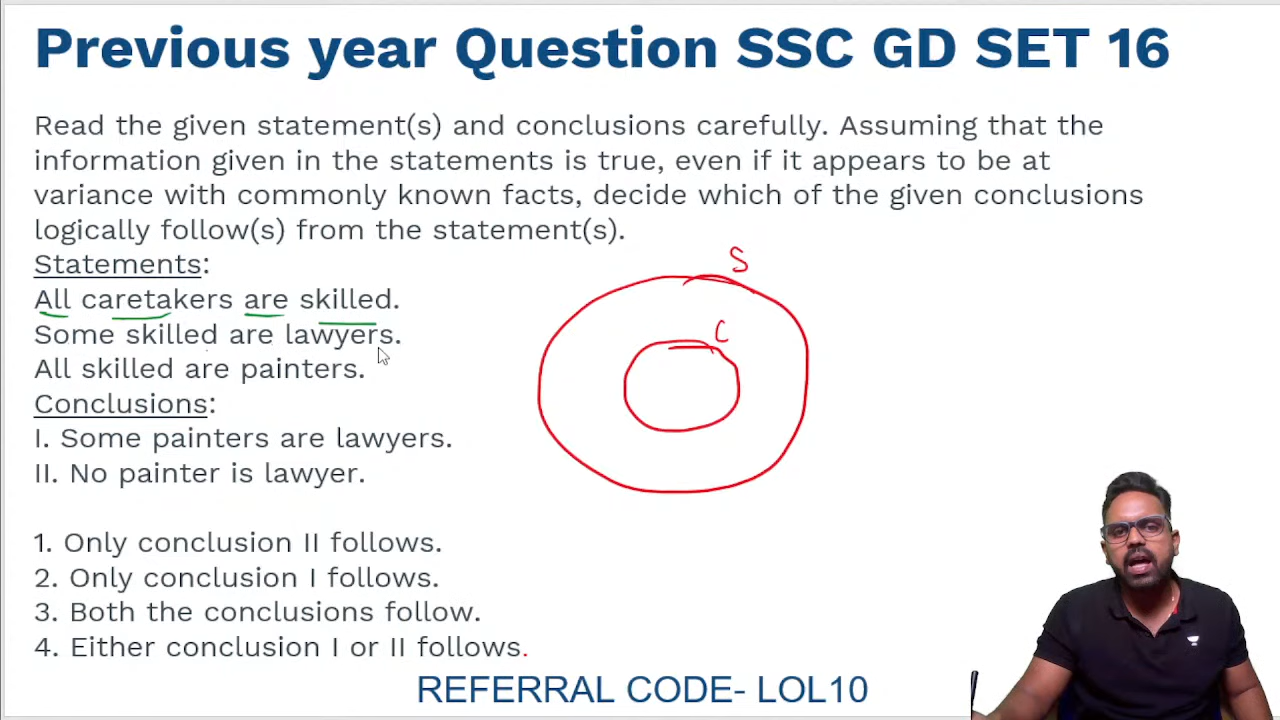 Previous year Question SSC GD SET 16
Read the given statement(s) and conclusions carefully. Assuming that the
information given in the statements is true, even if it appears to be at
variance with commonly known facts, decide which of the given conclusions
logically follow(s) from the statement(s).
Statements:
All caretakers are skilled.
Some skilled are lawyers.
All skilled are painters.
Conclusions:
I. Some painters are lawyers.
II. No painter is lawyer.
S
C
1. Only conclusion II follows.
2. Only conclusion I follows.
3. Both the conclusions follow.
4. Either conclusion I or II follows.
REFERRAL CODE- LOL10